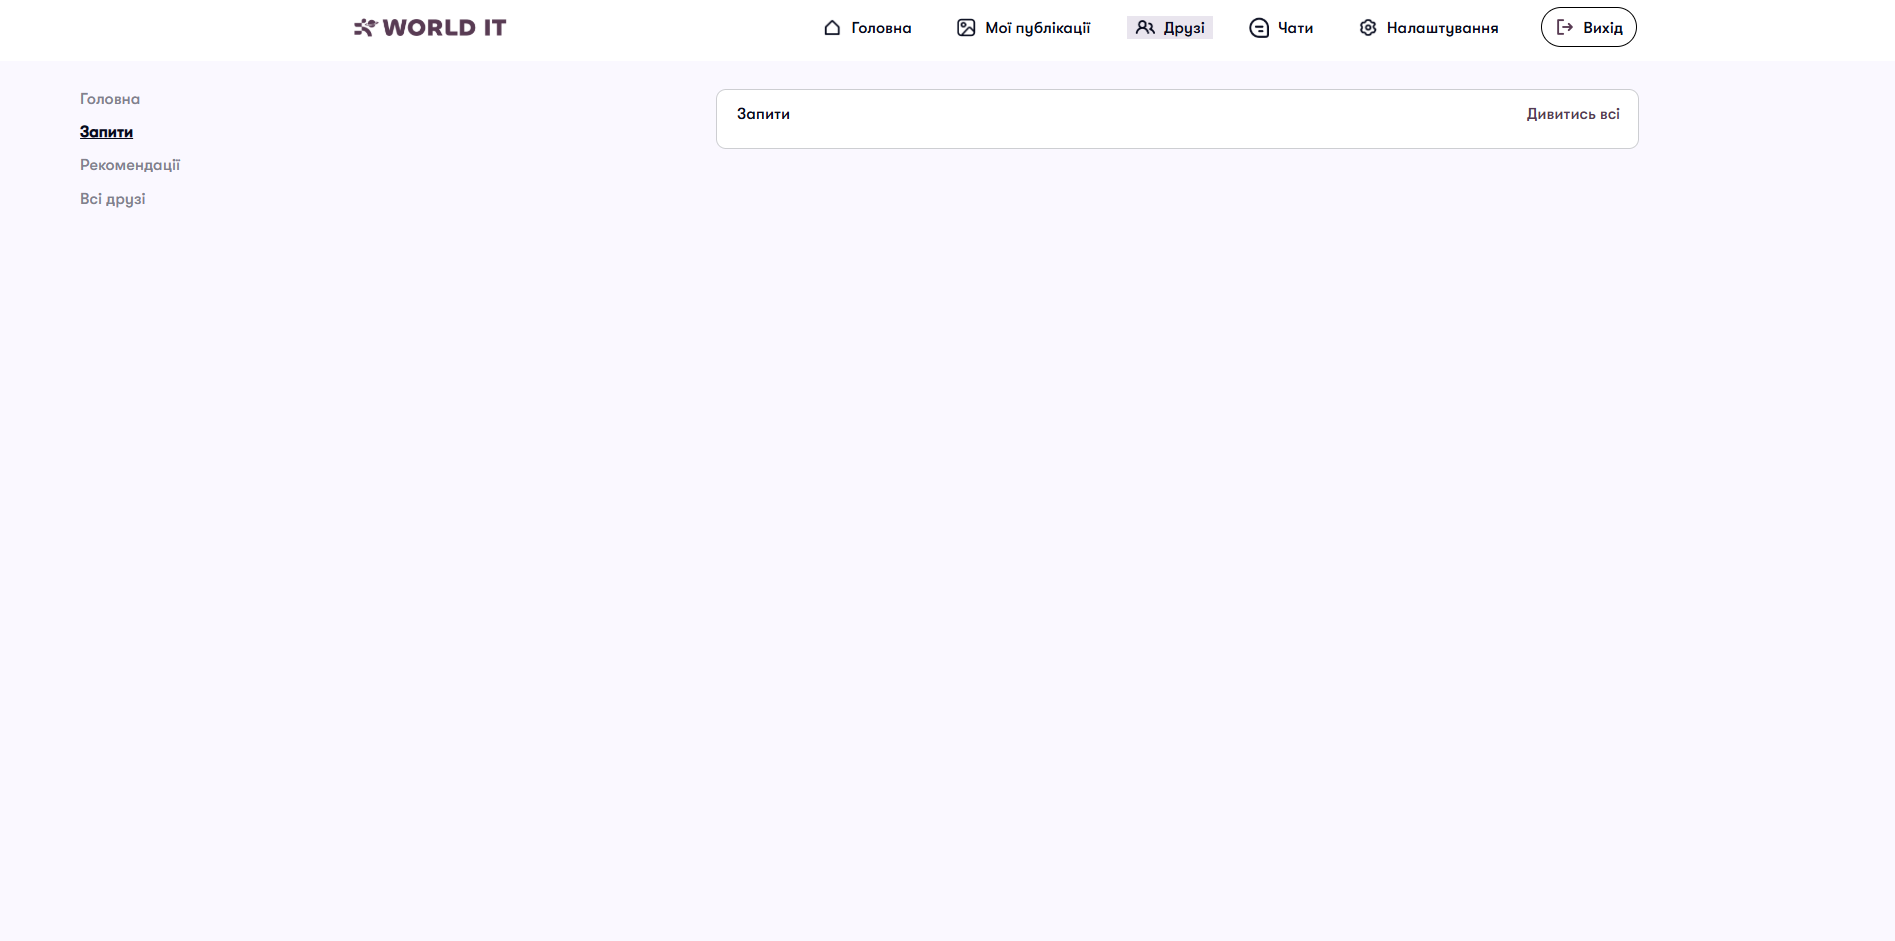 WORLD IT
Головна
Мої публікації
Друзі
Чати
Налаштування
Вихід
Головна
Запити
Рекомендації
Всі друзі
Запити
Дивитись всі